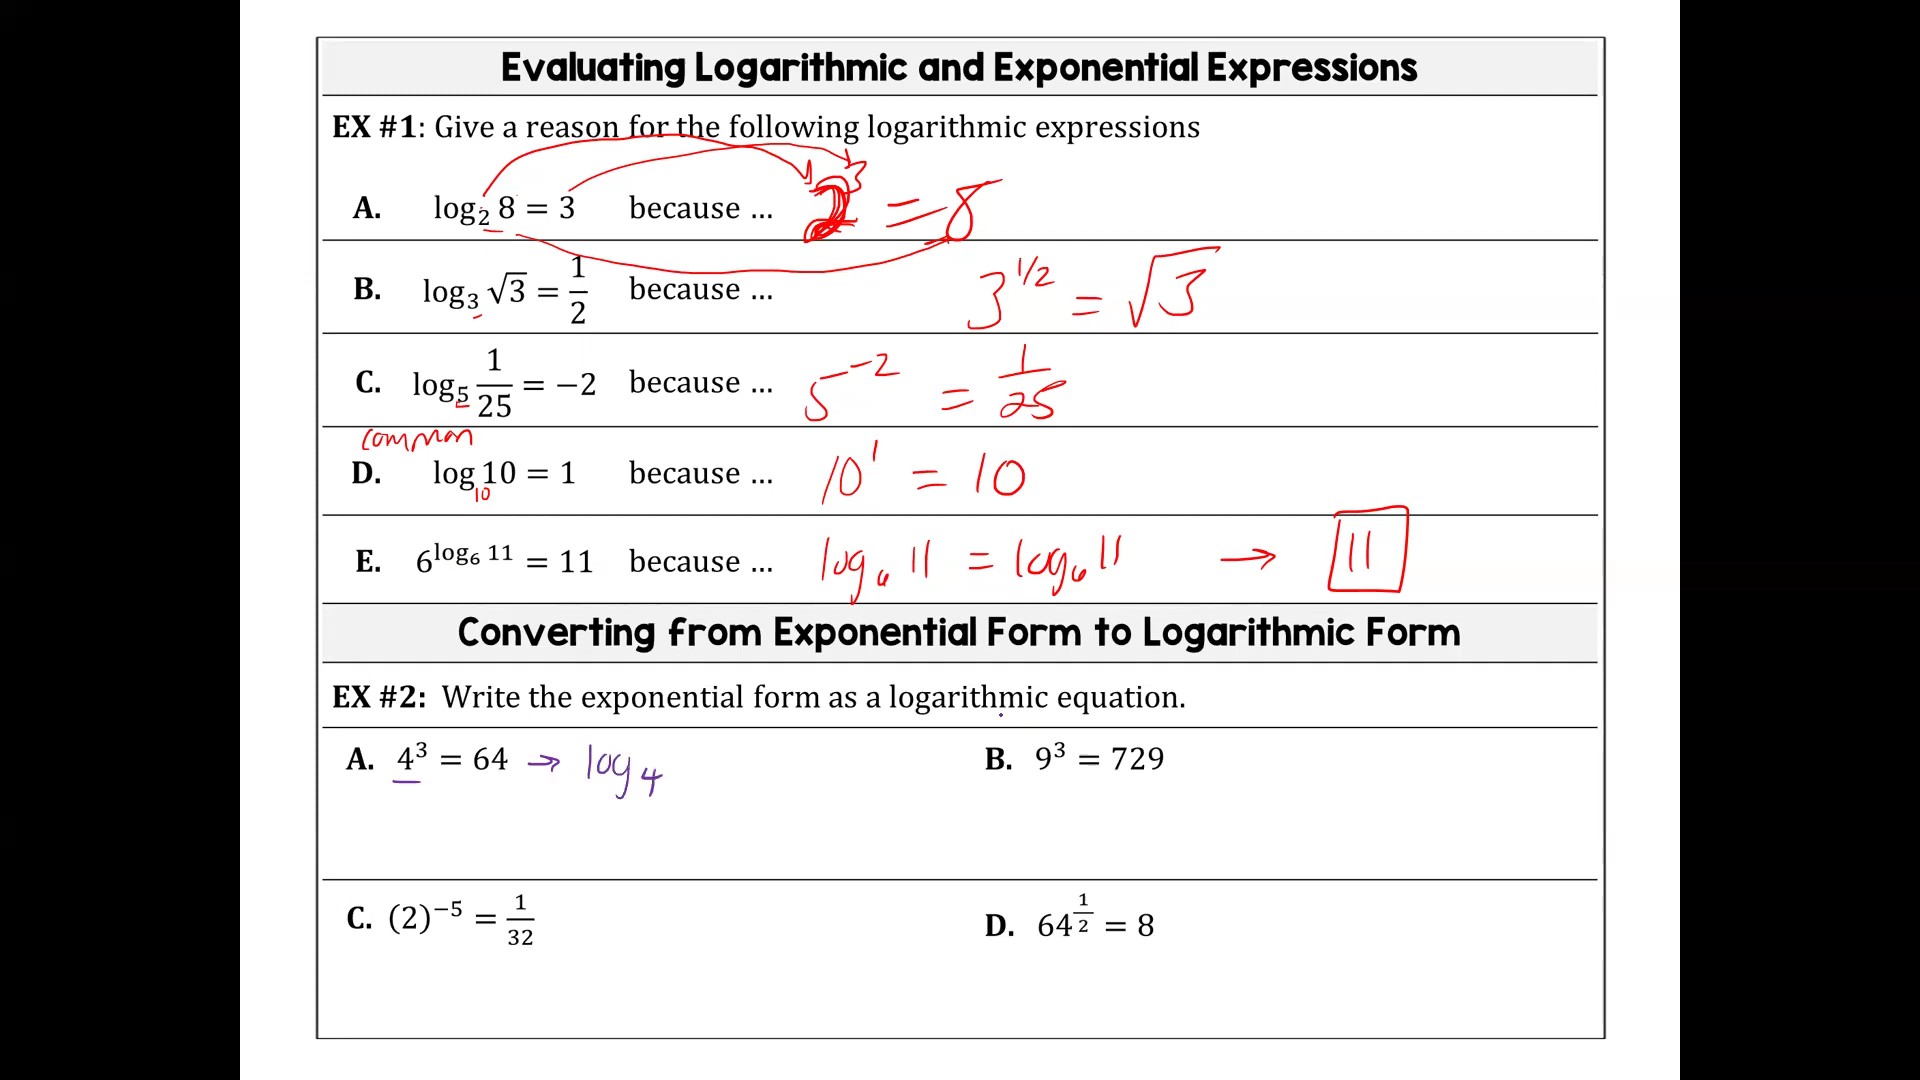 Evaluating Logarithmic and Exponential Expressions
EX #1: Give a reason for the following logarithmic expressions
A. log₂ 8 = 3 because ... 2³ = 8
B. log₃ √3 = 1/2 because ... 3^1/2 = √3
C. log₅ 1/25 = −2 because ... 5^−2 = 1/25
common
D. log 10 = 1 because ... 10¹ = 10
10
E. 6^log₆ 11 = 11 because ... log₆ 11 = log₆ 11 → 11
Converting from Exponential Form to Logarithmic Form
EX #2: Write the exponential form as a logarithmic equation.
A. 4³ = 64 → log₄
B. 9³ = 729
C. (2)^−5 = 1/32
D. 64^1/2 = 8